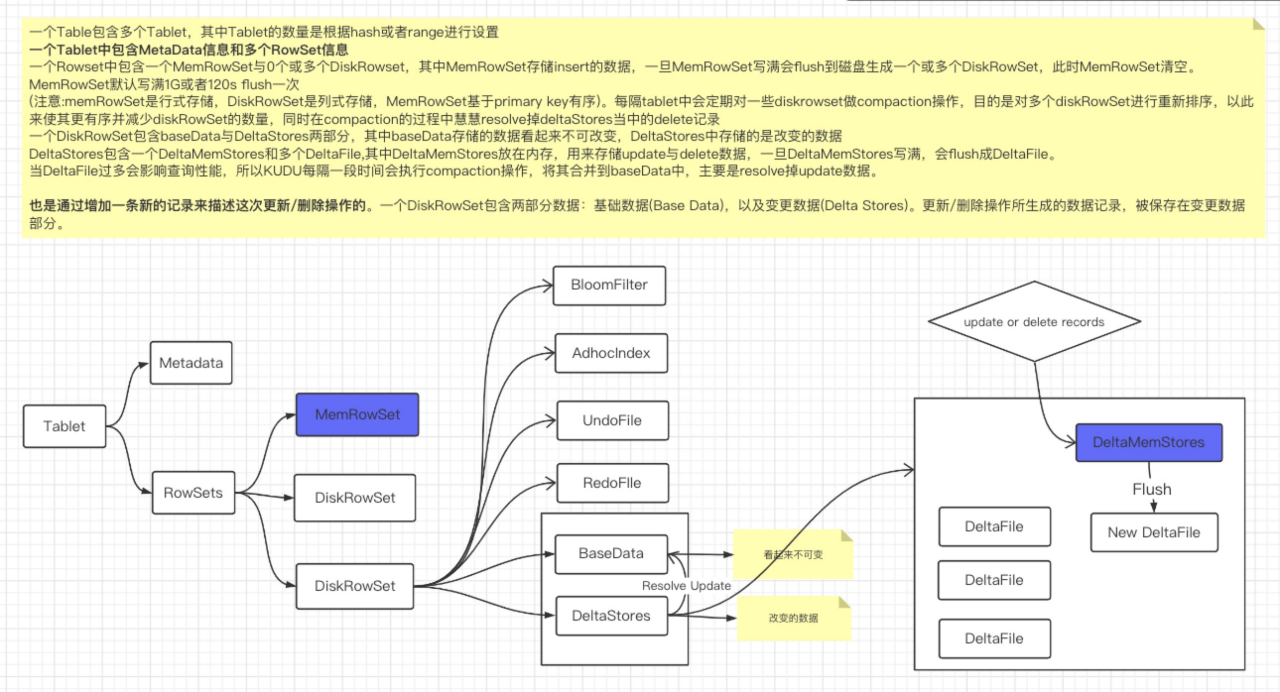 一个Table包含多个Tablet，其中Tablet的数量是根据hash或者range进行设置
一个Tablet中包含MetaData信息和多个RowSet信息
一个Rowset中包含一个MemRowSet与0个或多个DiskRowset，其中MemRowSet存储insert的数据，一旦MemRowSet写满会flush到磁盘生成一个或多个DiskRowSet，此时MemRowSet清空。
MemRowSet默认写满1G或者120s flush一次
(注意:memRowSet是行式存储，DiskRowSet是列式存储，MemRowSet基于primary key有序)。每隔tablet中会定期对一些diskrowset做compaction操作，目的是对多个diskRowSet进行重新排序，以此
来使其更有序并减少diskRowSet的数量，同时在compaction的过程中慧慧resolve掉deltaStores当中的delete记录
一个DiskRowSet包含baseData与DeltaStores两部分，其中baseData存储的数据看起来不可改变，DeltaStores中存储的是改变的数据
DeltaStores包含一个DeltaMemStores和多个DeltaFile,其中DeltaMemStores放在内存，用来存储update与delete数据，一旦DeltaMemStores写满，会flush成DeltaFile。
当DeltaFile过多会影响查询性能，所以KUDU每隔一段时间会执行compaction操作，将其合并到baseData中，主要是resolve掉update数据。
也是通过增加一条新的记录来描述这次更新/删除操作的。一个DiskRowSet包含两部分数据：基础数据(Base Data)，以及变更数据(Delta Stores)。更新/删除操作所生成的数据记录，被保存在变更数据
部分。
BloomFilter
update or delete records
AdhocIndex
Metadata
MemRowSet
UndoFile
Tablet
DeltaMemStores
RedoFIle
Flush
RowSets
DiskRowSet
DeltaFile
New DeltaFile
BaseData
看起来不可变
Resolve Update
DiskRowSet
DeltaFile
DeltaStores
改变的数据
DeltaFile